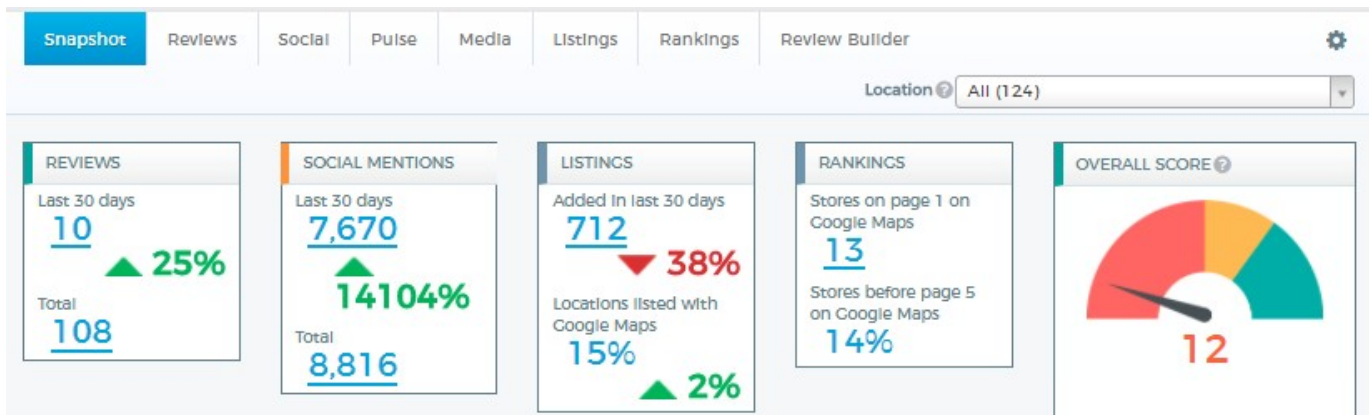 Snapshot Reviews Social Pulse Media Listings Rankings Review Builder
Location ? All (124)
REVIEWS
Last 30 days
10
25%
Total
108
SOCIAL MENTIONS
Last 30 days
7,670
14104%
Total
8,816
LISTINGS
Added in last 30 days
712
38%
Locations listed with
Google Maps
15%
2%
RANKINGS
Stores on page 1 on
Google Maps
13
Stores before page 5
on Google Maps
14%
OVERALL SCORE ?
12